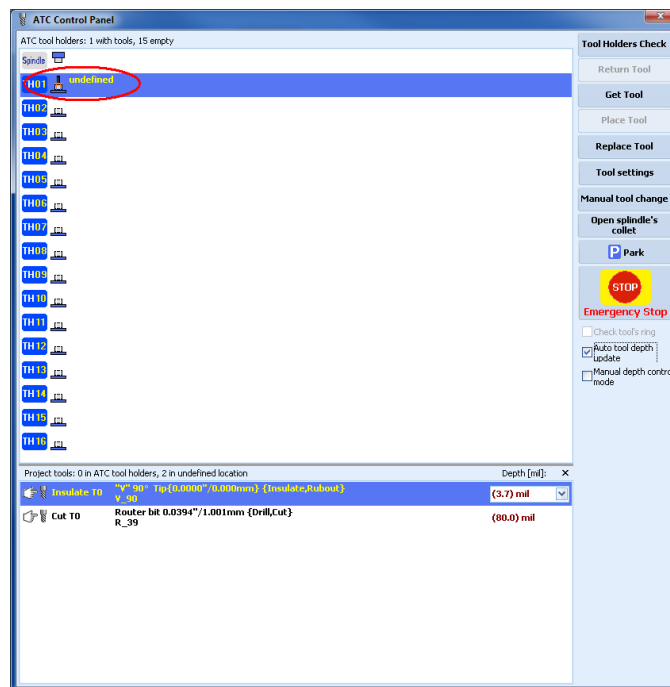 ATC Control Panel
ATC tool holders: 1 with tools, 15 empty
Spindle
TH01 undefined
TH02
TH03
TH04
TH05
TH06
TH07
TH08
TH09
TH10
TH11
TH12
TH13
TH14
TH15
TH16
Tool Holders Check
Return Tool
Get Tool
Place Tool
Replace Tool
Tool settings
Manual tool change
Open splindle's
collet
P Park
STOP
Emergency Stop
Check tool's ring
Auto tool depth
update
Manual depth contro
mode
Project tools: 0 in ATC tool holders, 2 in undefined location Depth [mil]:
Insulate T0 "V" 90° Tip{0.0000"/0.000mm} {Insulate,Rubout} (3.7) mil
V_90
Cut T0 Router bit 0.0394"/1.001mm {Drill,Cut} (80.0) mil
R_39